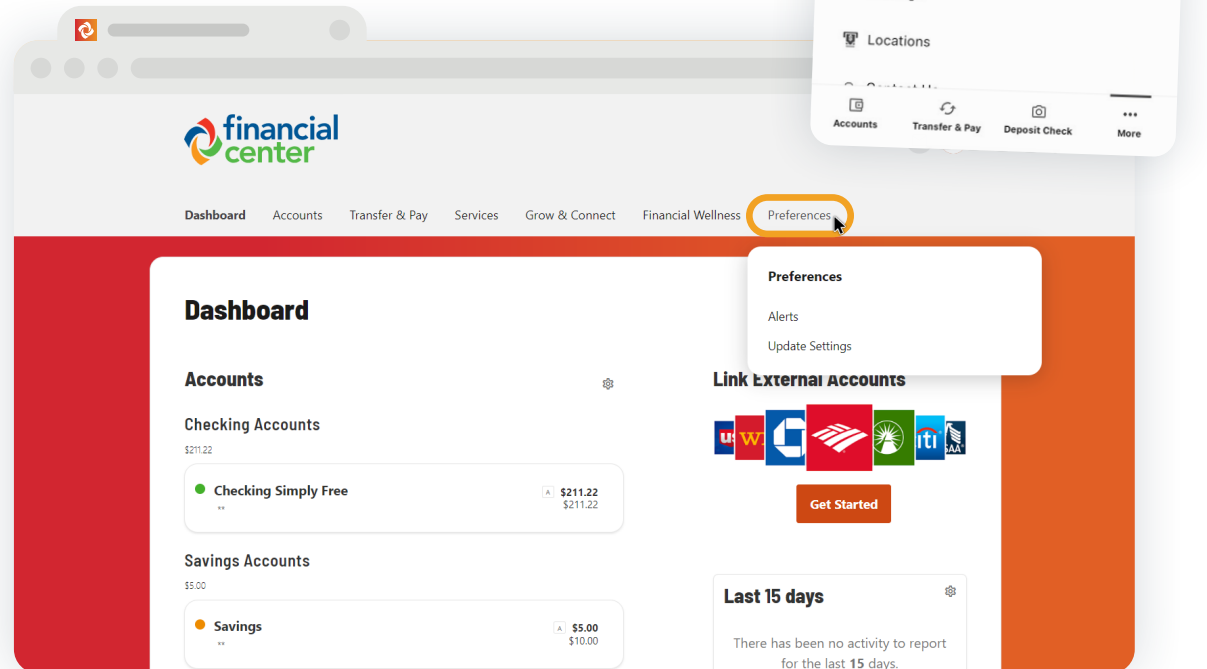 Locations
Accounts
Transfer & Pay
Deposit Check
More
financial
center
Dashboard
Accounts
Transfer & Pay
Services
Grow & Connect
Financial Wellness
Preferences
Preferences
Alerts
Update Settings
Dashboard
Accounts
Checking Accounts
$211.22
Checking Simply Free
**
A $211.22
$211.22
Savings Accounts
$5.00
Savings
**
A $5.00
$10.00
Link External Accounts
Get Started
Last 15 days
There has been no activity to report
for the last 15 days.